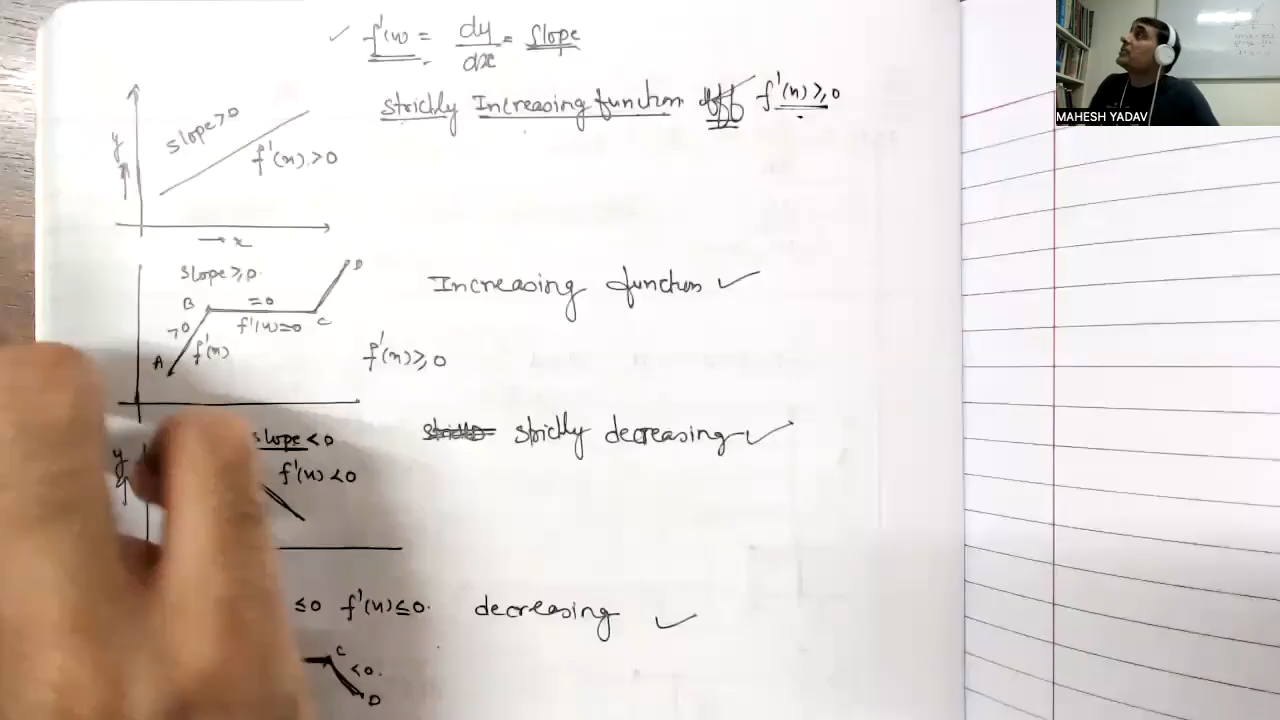 f'(x) = dy/dx = slope
strictly Increasing function f'(x) ≥ 0
y
slope > 0
f'(x) > 0
→ x
slope ≥ 0
D
Increasing function ✓
B = 0
f'(x) = 0 C
> 0
f'(x)
A
f'(x) ≥ 0
slope < 0
strictly decreasing ✓
y
f'(x) < 0
≤ 0 f'(x) ≤ 0. decreasing ✓
C
< 0.
D
MAHESH YADAV